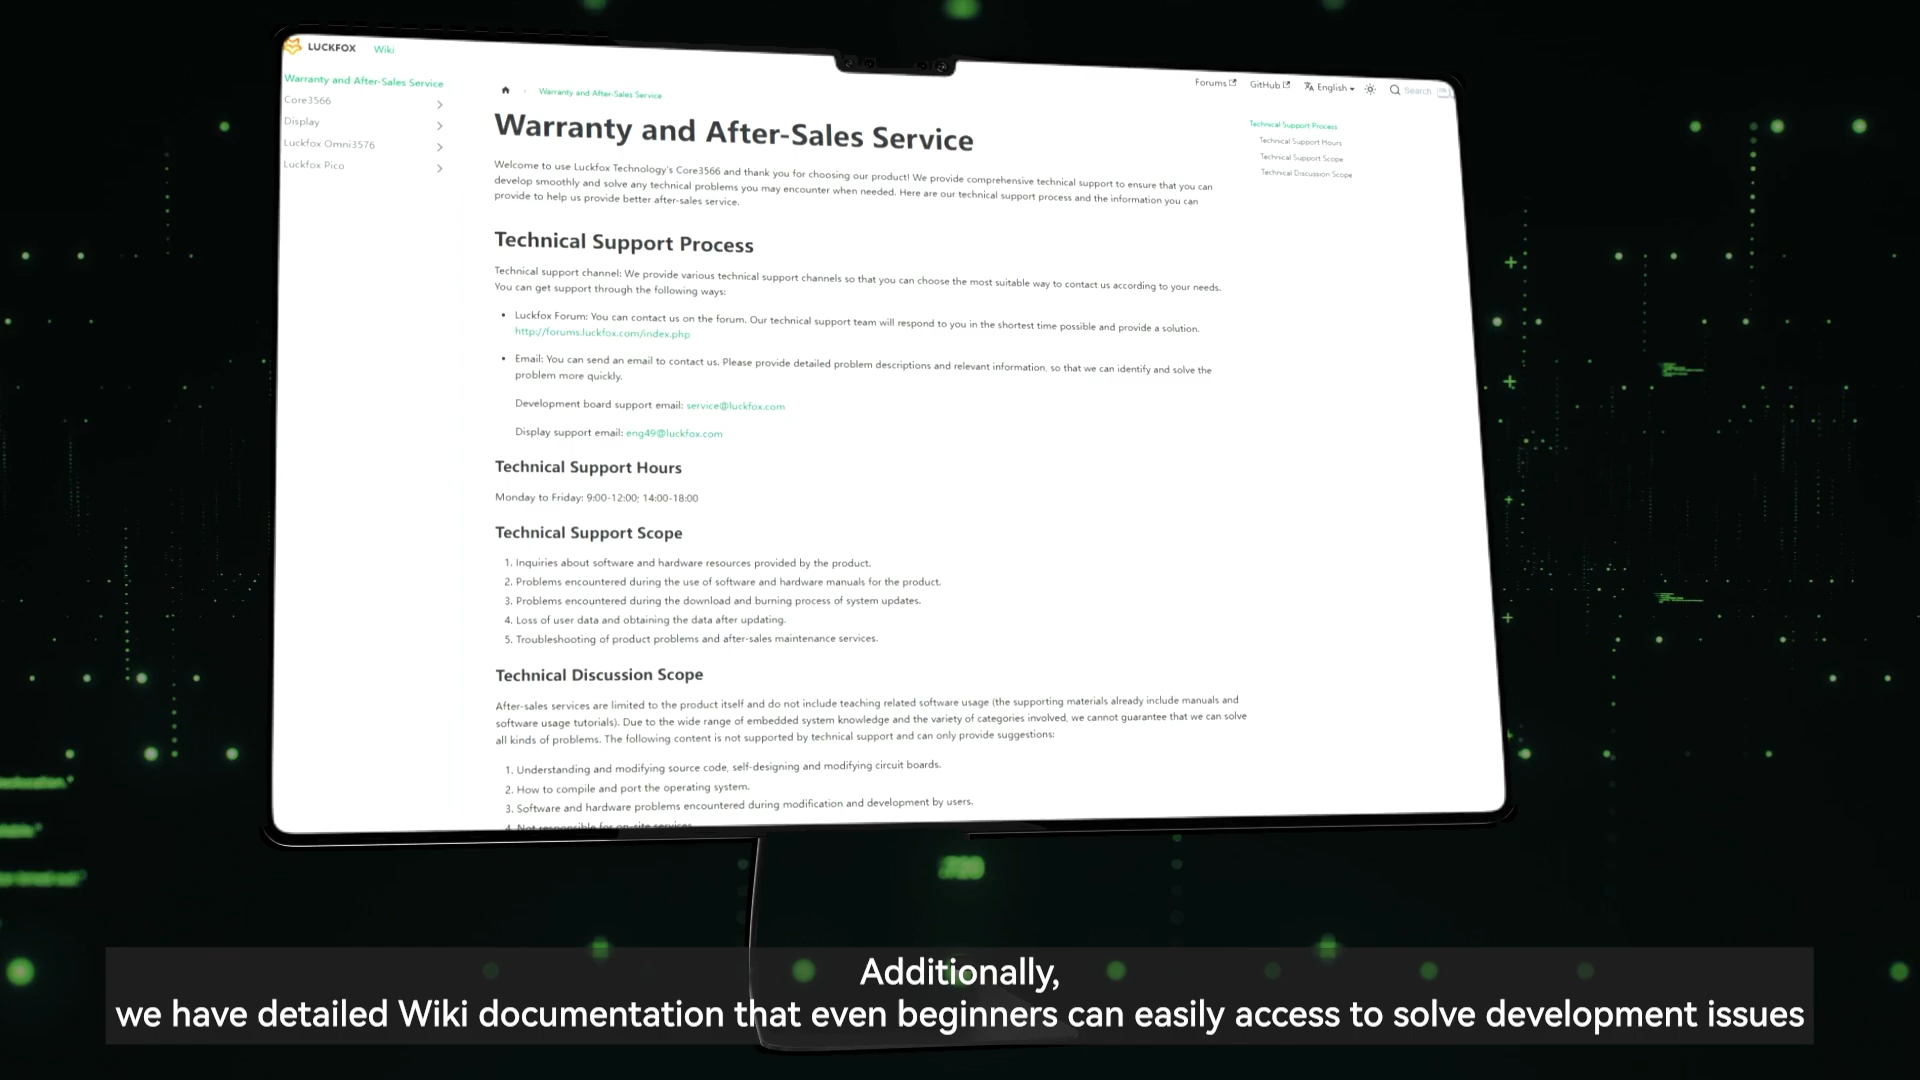 LUCKFOX Wiki
Forums GitHub English Search
Warranty and After-Sales Service
Core3566
Display
Luckfox Omni3576
Luckfox Pico
Warranty and After-Sales Service
Warranty and After-Sales Service
Welcome to use Luckfox Technology's Core3566 and thank you for choosing our product! We provide comprehensive technical support to ensure that you can
develop smoothly and solve any technical problems you may encounter when needed. Here are our technical support process and the information you can
provide to help us provide better after-sales service.
Technical Support Process
Technical support channel: We provide various technical support channels so that you can choose the most suitable way to contact us according to your needs.
You can get support through the following ways:
• Luckfox Forum: You can contact us on the forum. Our technical support team will respond to you in the shortest time possible and provide a solution.
http://forums.luckfox.com/index.php
• Email: You can send an email to contact us. Please provide detailed problem descriptions and relevant information, so that we can identify and solve the
problem more quickly.
Development board support email: service@luckfox.com
Display support email: eng49@luckfox.com
Technical Support Hours
Monday to Friday: 9:00-12:00; 14:00-18:00
Technical Support Scope
1. Inquiries about software and hardware resources provided by the product.
2. Problems encountered during the use of software and hardware manuals for the product.
3. Problems encountered during the download and burning process of system updates.
4. Loss of user data and obtaining the data after updating.
5. Troubleshooting of product problems and after-sales maintenance services.
Technical Discussion Scope
After-sales services are limited to the product itself and do not include teaching related software usage (the supporting materials already include manuals and
software usage tutorials). Due to the wide range of embedded system knowledge and the variety of categories involved, we cannot guarantee that we can solve
all kinds of problems. The following content is not supported by technical support and can only provide suggestions:
1. Understanding and modifying source code, self-designing and modifying circuit boards.
2. How to compile and port the operating system.
3. Software and hardware problems encountered during modification and development by users.
4. Not responsible for on-site services.
Technical Support Process
Technical Support Hours
Technical Support Scope
Technical Discussion Scope
Additionally,
we have detailed Wiki documentation that even beginners can easily access to solve development issues